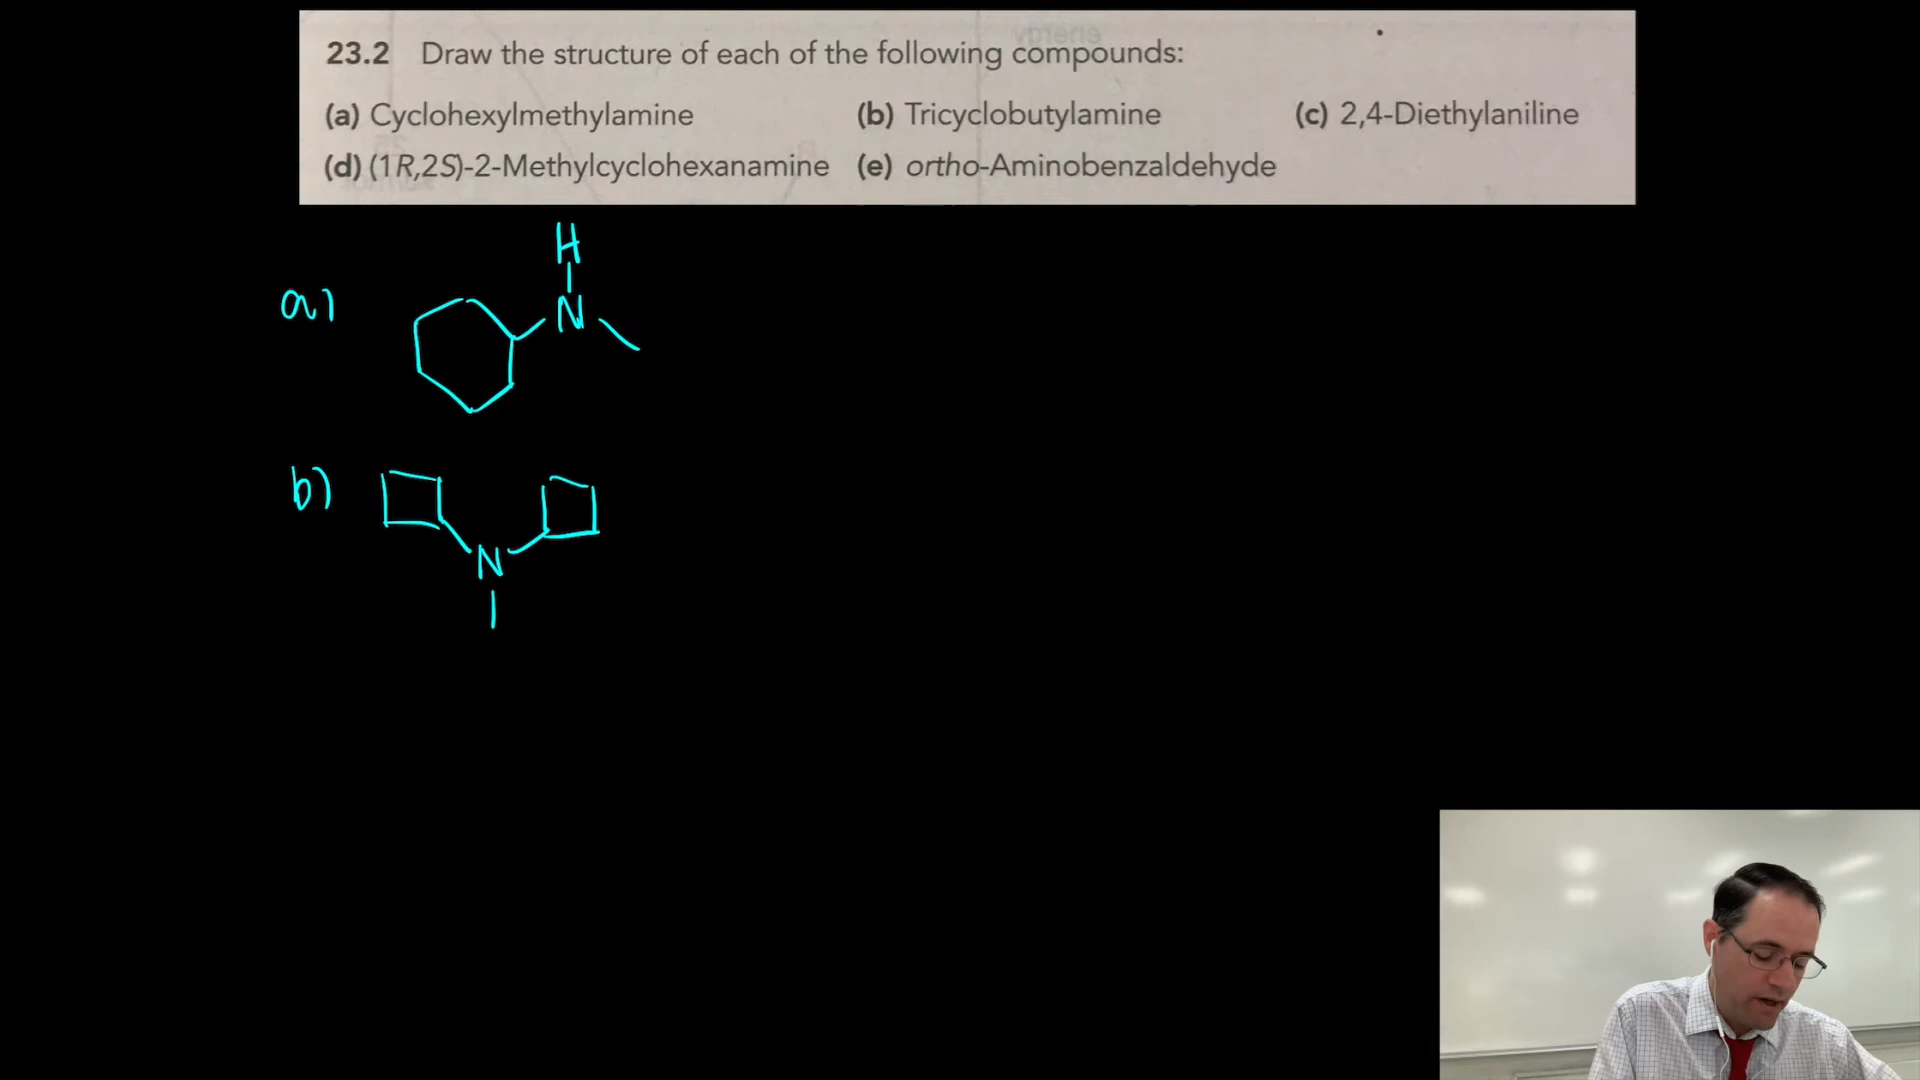 23.2 Draw the structure of each of the following compounds:
(a) Cyclohexylmethylamine (b) Tricyclobutylamine (c) 2,4-Diethylaniline
(d) (1R,2S)-2-Methylcyclohexanamine (e) ortho-Aminobenzaldehyde
H
a) N
b)
N